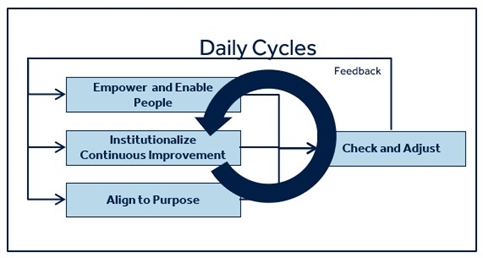 Daily Cycles
Feedback
Empower and Enable
People
Institutionalize
Continuous Improvement
Check and Adjust
Align to Purpose